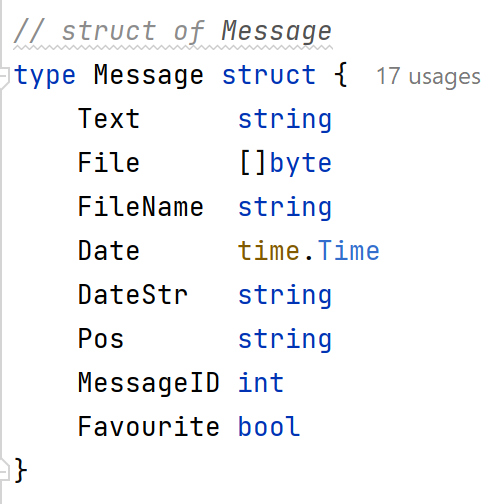 // struct of Message
type Message struct {   17 usages
    Text      string
    File      []byte
    FileName  string
    Date      time.Time
    DateStr   string
    Pos       string
    MessageID int
    Favourite bool
}